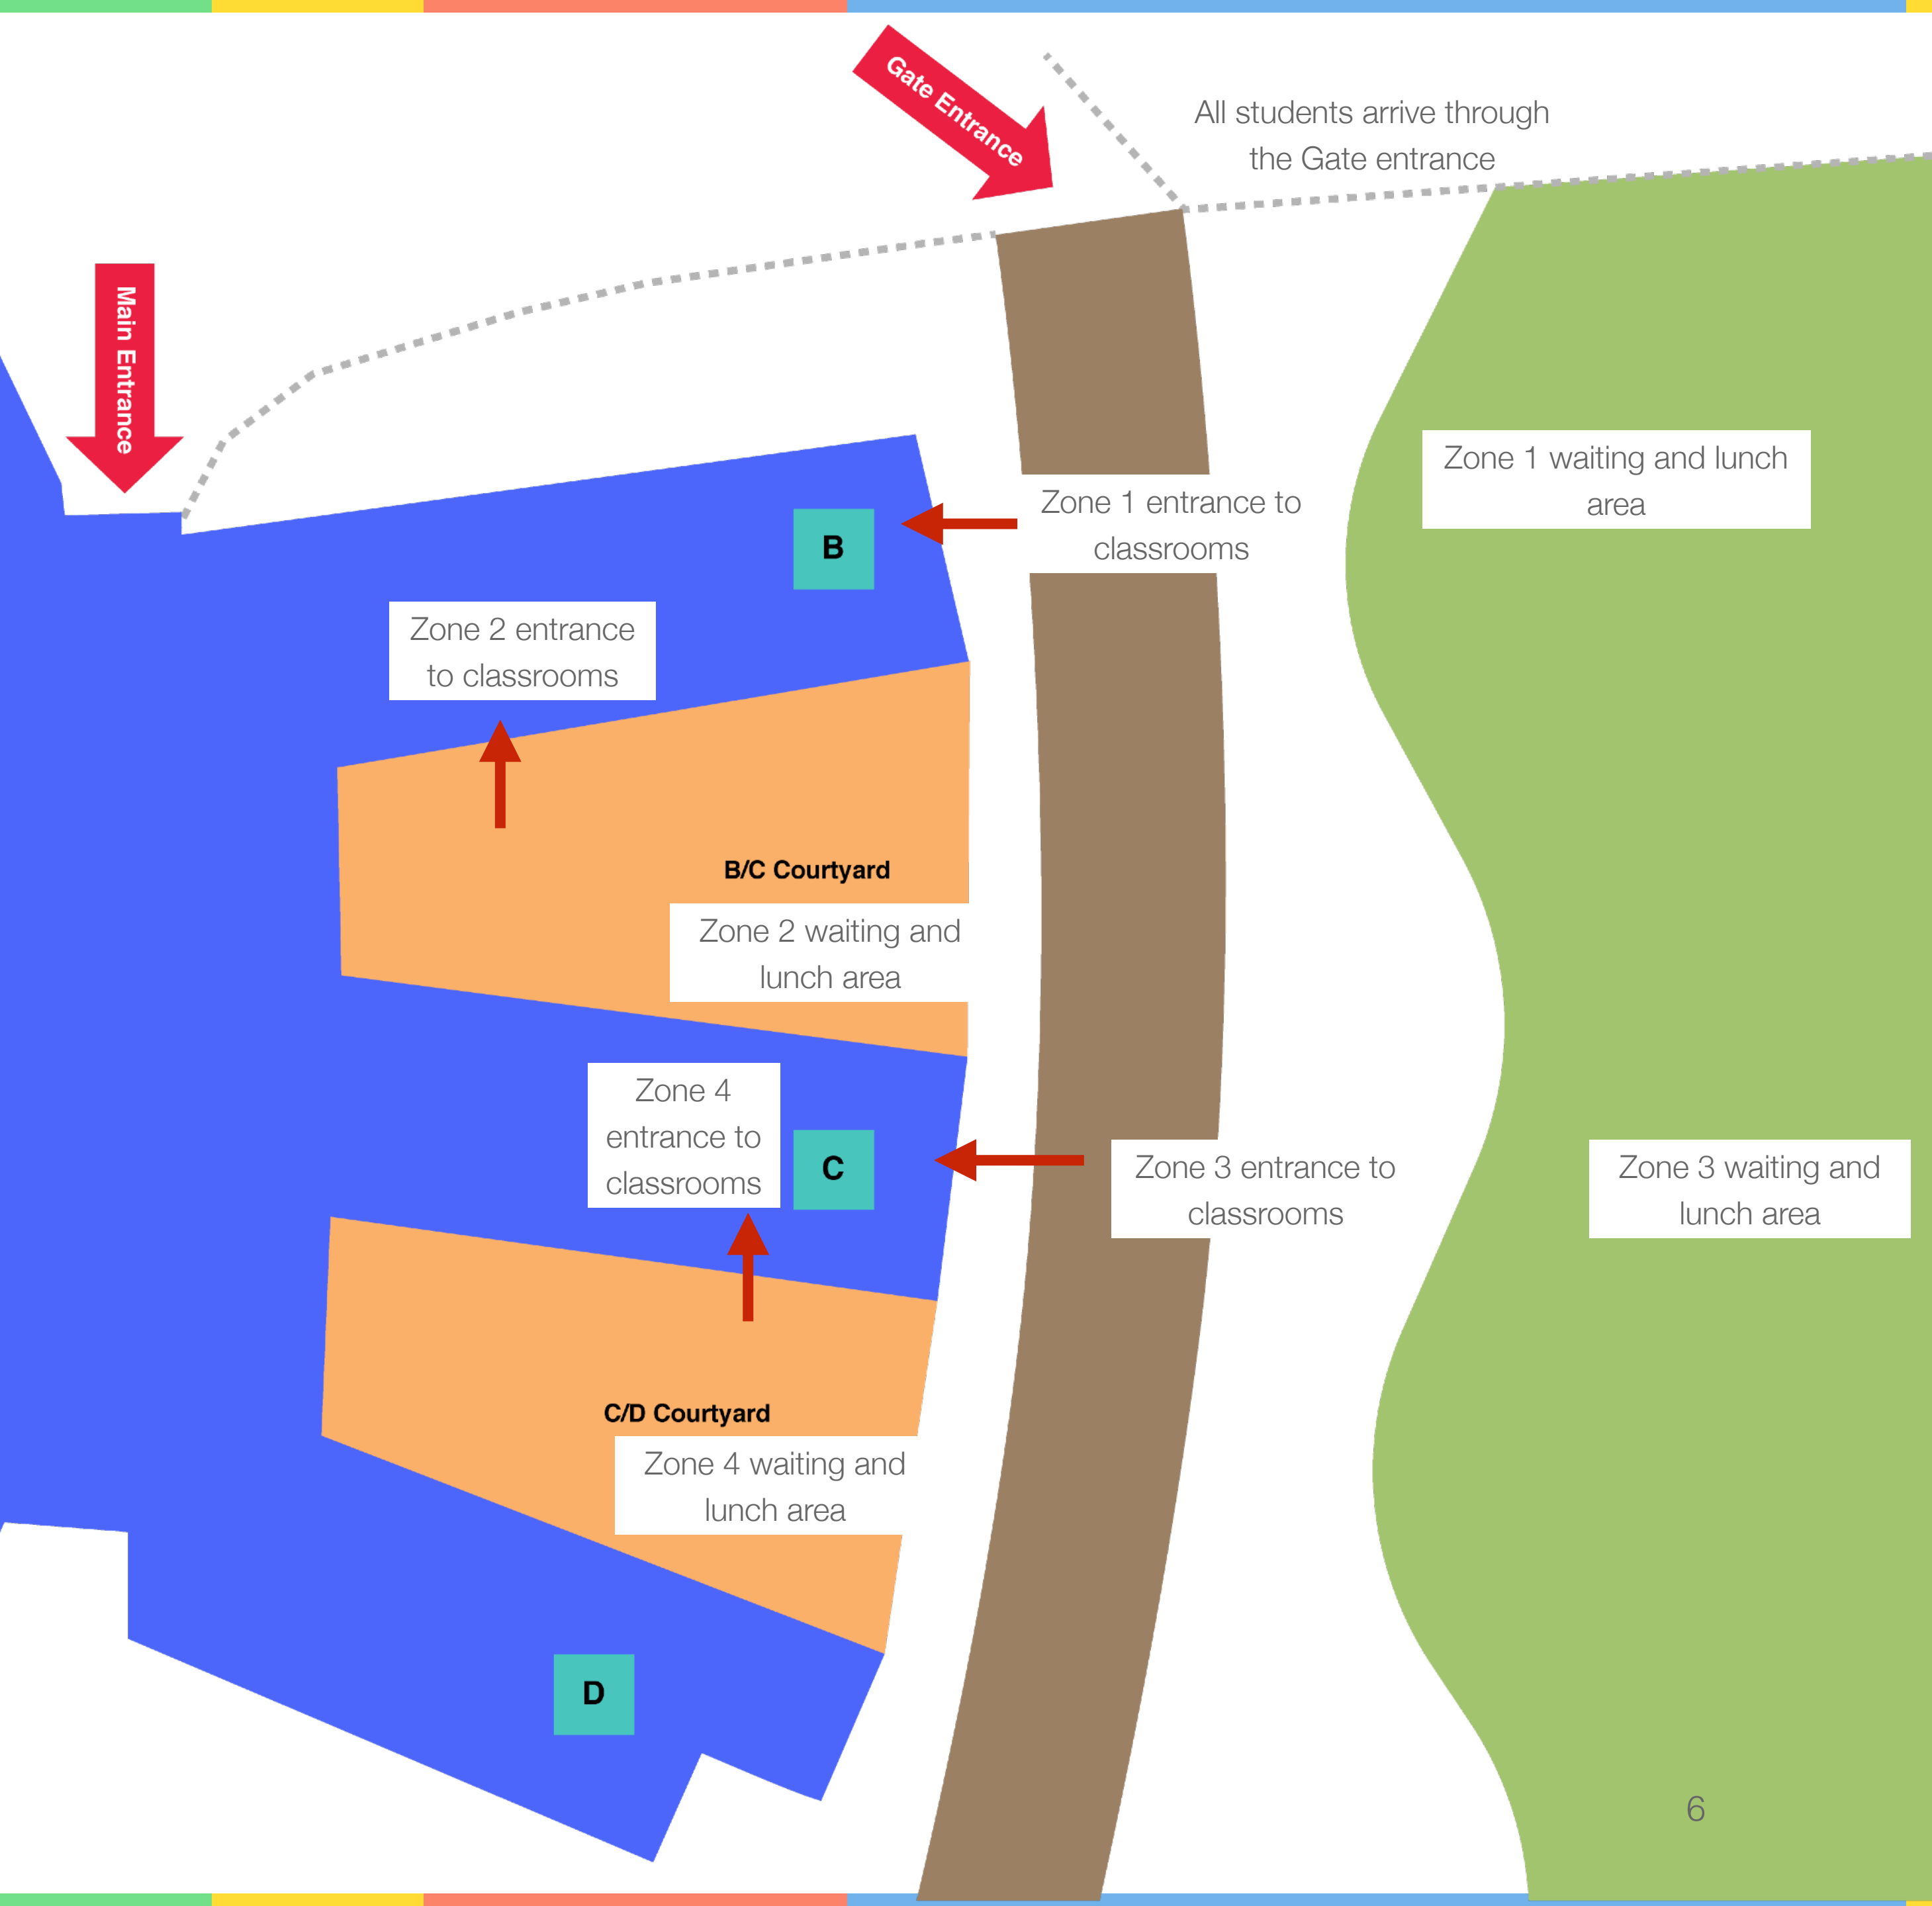 Gate Entrance
All students arrive through
the Gate entrance
Main Entrance
Zone 1 waiting and lunch
area
Zone 1 entrance to
classrooms
B
Zone 2 entrance
to classrooms
B/C Courtyard
Zone 2 waiting and
lunch area
Zone 4
entrance to
classrooms
C
Zone 3 entrance to
classrooms
Zone 3 waiting and
lunch area
C/D Courtyard
Zone 4 waiting and
lunch area
D
6